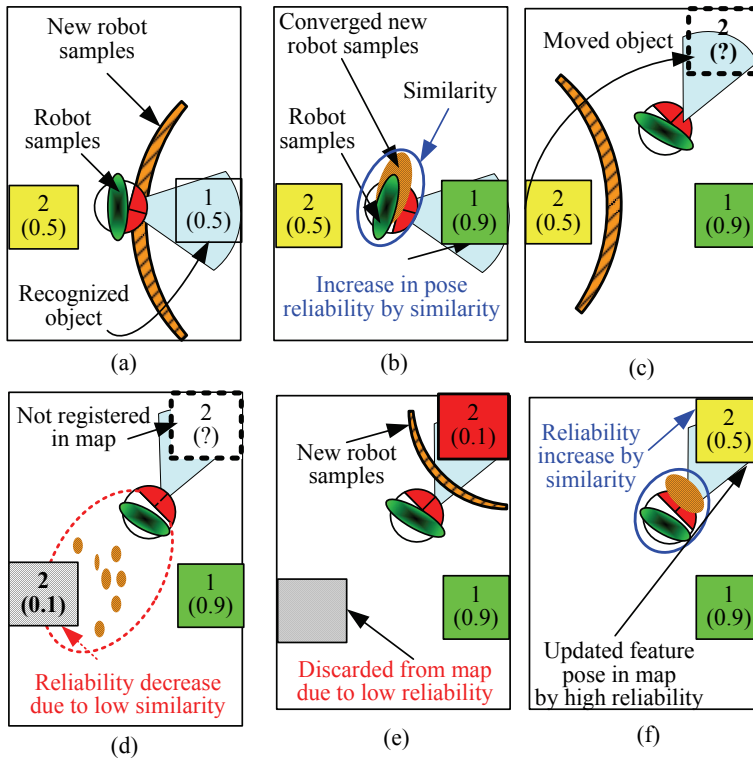 New robot
samples
Robot
samples
2
(0.5)
1
(0.5)
Recognized
object
(a)
Converged new
robot samples
Similarity
Robot
samples
2
(0.5)
1
(0.9)
Increase in pose
reliability by similarity
(b)
Moved object
2
(?)
2
(0.5)
1
(0.9)
(c)
Not registered
in map
2
(?)
2
(0.1)
1
(0.9)
Reliability decrease
due to low similarity
(d)
2
(0.1)
New robot
samples
1
(0.9)
Discarded from map
due to low reliability
(e)
Reliability
increase by
similarity
2
(0.5)
1
(0.9)
Updated feature
pose in map
by high reliability
(f)